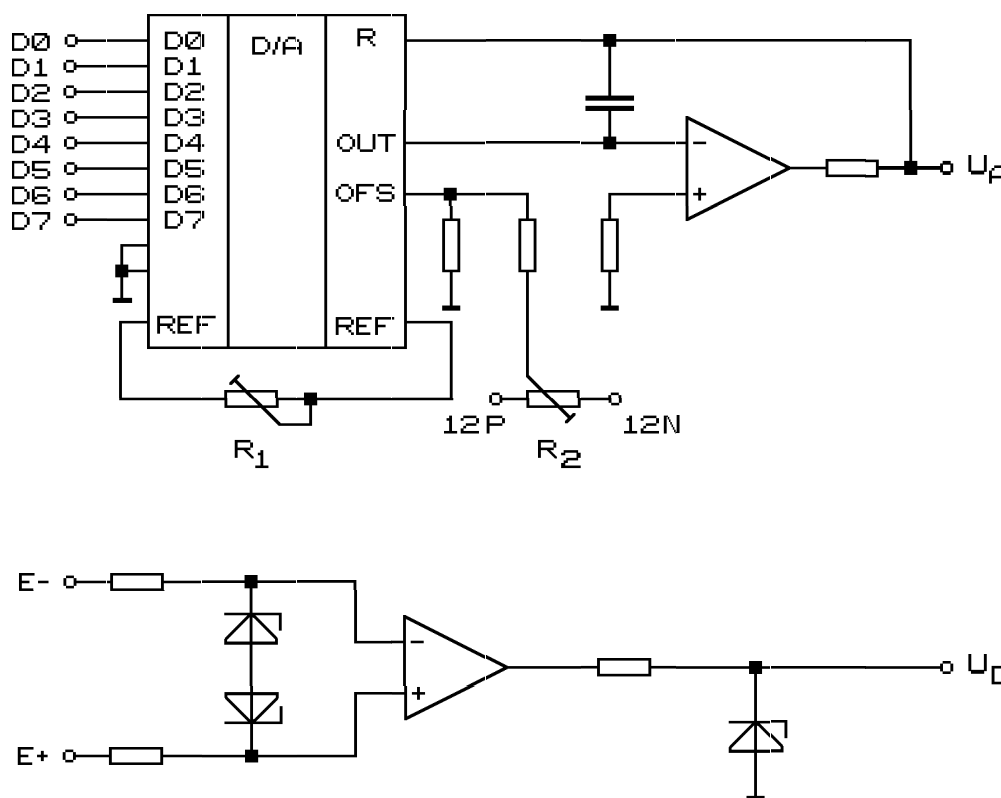 D0 D0 D/A R
D1 D1
D2 D2
D3 D3
D4 D4 OUT -
D5 D5
D6 D6 OFS +
D7 D7
REF REF
12P 12N
R1 R2
E- -
E+ +